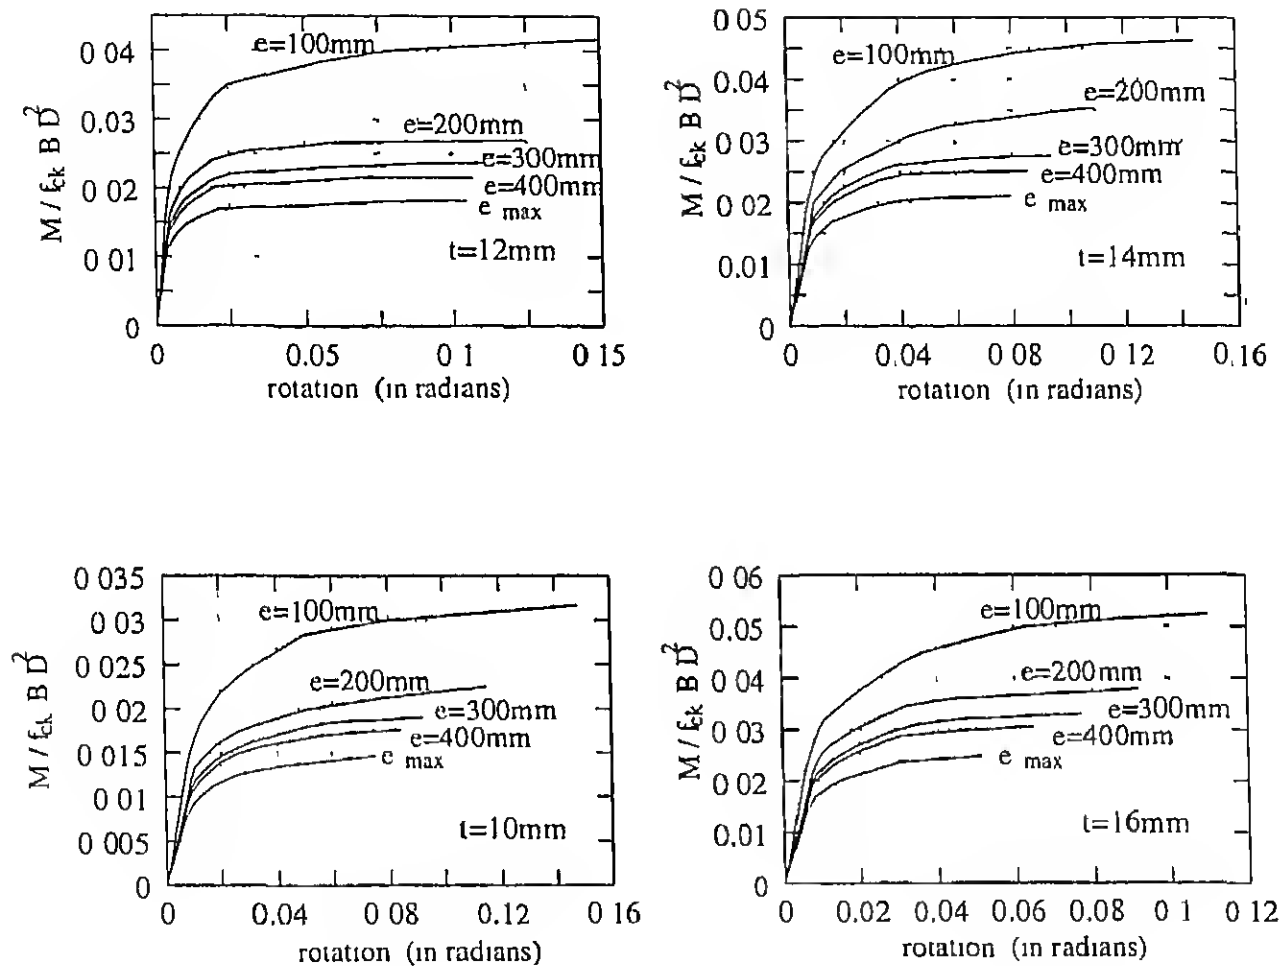 0 04
0.03
0 02
0 01
0
M / fck B D²
e=100mm
e=200mm
e=300mm
e=400mm
e max
t=12mm
0 0.05 0 1 0 15
rotation (in radians)
0 05
0.04
0.03
0 02
0.01
0
M / fck B D²
e=100mm
e=200mm
e=300mm
e=400mm
e max
t=14mm
0 0.04 0.08 0 12 0.16
rotation (in radians)
0 035
0 03
0 025
0 02
0 015
0 01
0 005
0
M / fck B D²
e=100mm
e=200mm
e=300mm
e=400mm
e max
t=10mm
0 0.04 0 08 0.12 0 16
rotation (in radians)
0 06
0 05
0 04
0 03
0 02
0.01
0
M / fck B D²
e=100mm
e=200mm
e=300mm
e=400mm
e max
t=16mm
0 0.02 0.04 0.06 0.08 0 1 0 12
rotation (in radians)